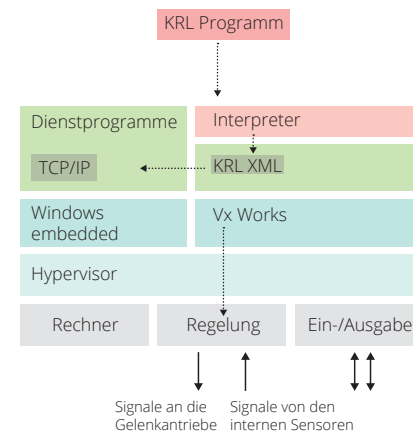 KRL Programm
Dienstprogramme
Interpreter
TCP/IP
KRL XML
Windows
embedded
Vx Works
Hypervisor
Rechner
Regelung
Ein-/Ausgabe
Signale an die
Gelenkantriebe
Signale von den
internen Sensoren